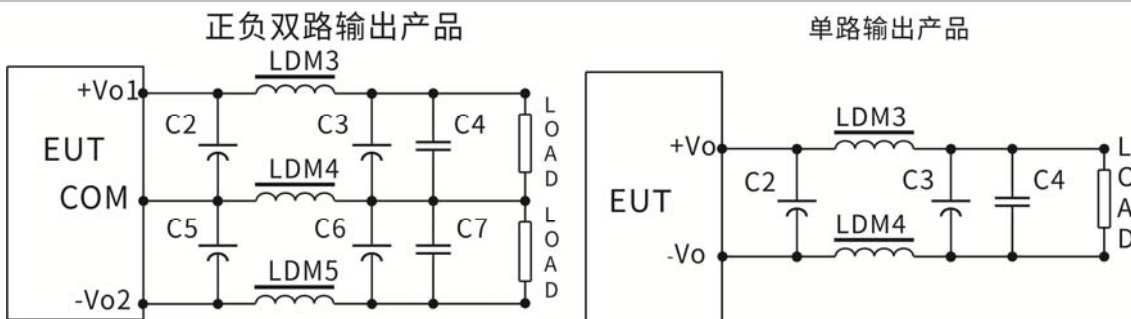 正负双路输出产品
LDM3
+Vo1
C2
C3
C4
LOAD
EUT
LDM4
COM
C5
C6
C7
LOAD
LDM5
-Vo2
单路输出产品
LDM3
+Vo
C2
C3
C4
LOAD
EUT
LDM4
-Vo